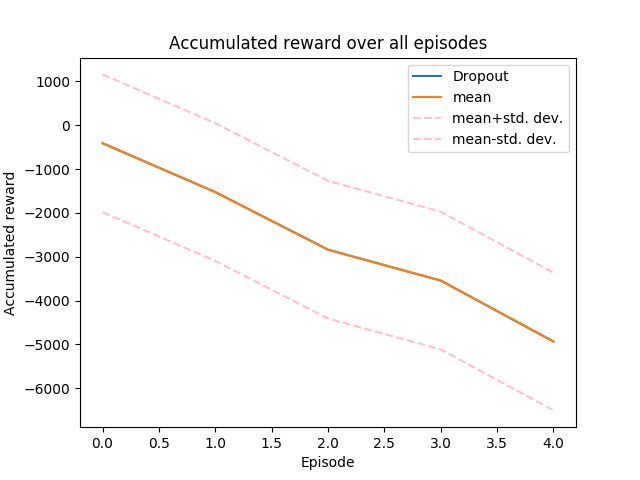 Accumulated reward over all episodes
Dropout
mean
mean+std. dev.
mean-std. dev.
Accumulated reward
1000
0
−1000
−2000
−3000
−4000
−5000
−6000
0.0 0.5 1.0 1.5 2.0 2.5 3.0 3.5 4.0
Episode